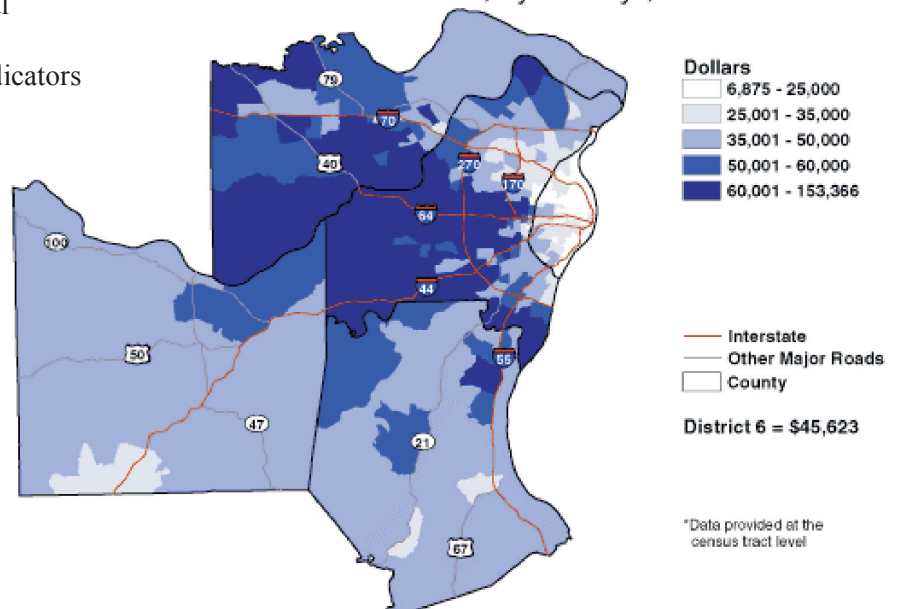 dicators
Dollars
6,875 - 25,000
25,001 - 35,000
35,001 - 50,000
50,001 - 60,000
60,001 - 153,366
79
70
40
270
170
64
100
44
50
55
47
21
67
Interstate
Other Major Roads
County
District 6 = $45,623
*Data provided at the
census tract level